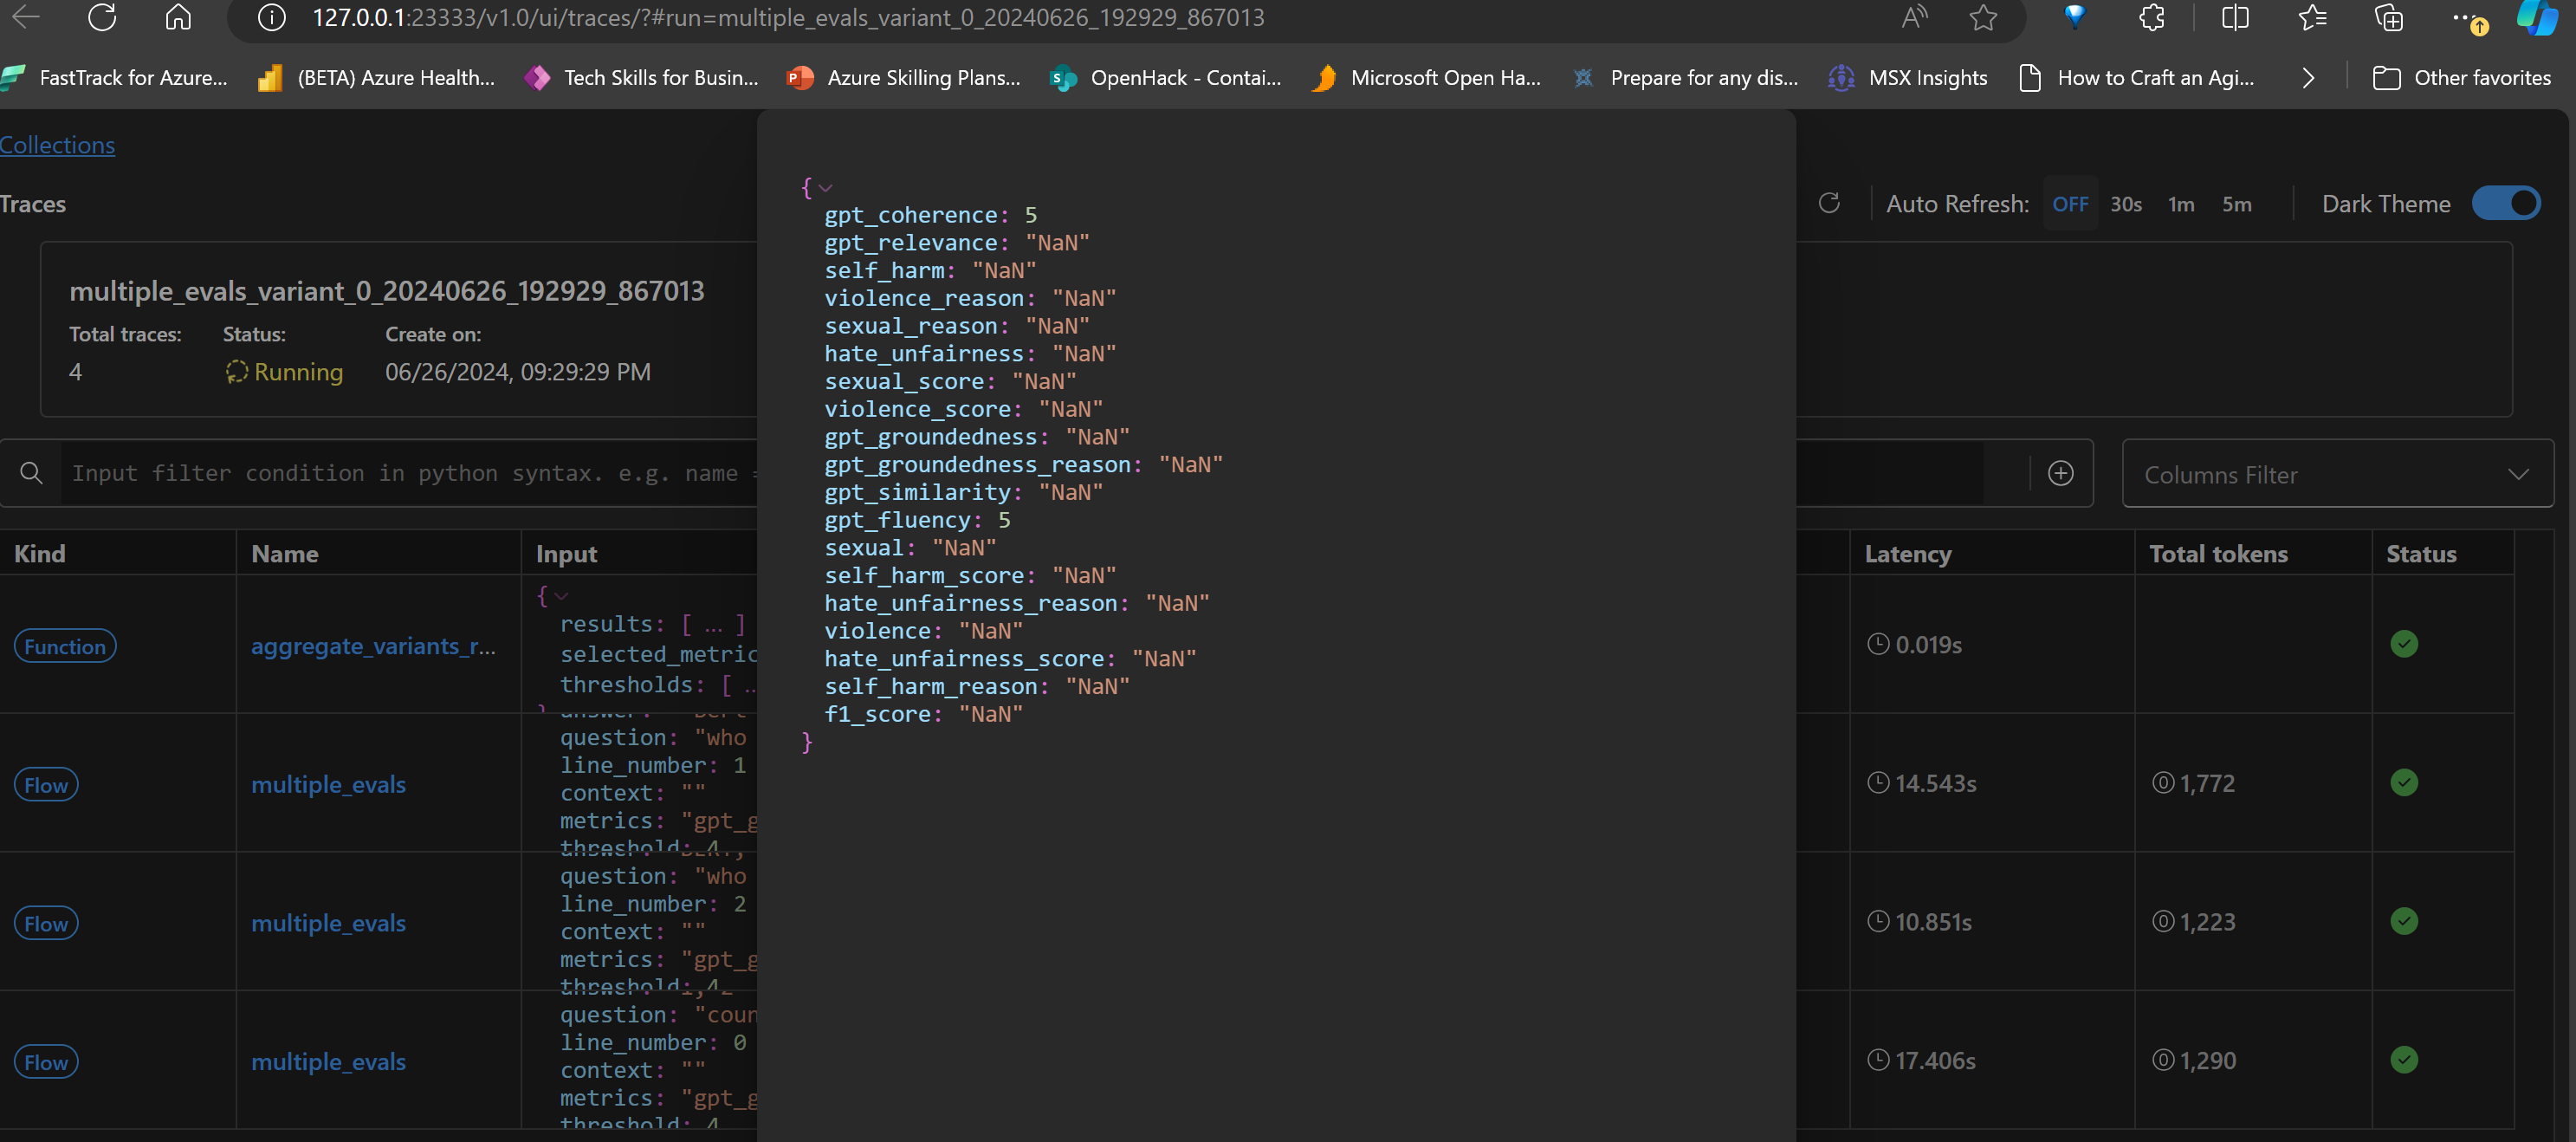 127.0.0.1:23333/v1.0/ui/traces/?#run=multiple_evals_variant_0_20240626_192929_867013
FastTrack for Azure... (BETA) Azure Health... Tech Skills for Busin... Azure Skilling Plans... OpenHack - Contai... Microsoft Open Ha... Prepare for any dis... MSX Insights How to Craft an Agi... Other favorites
Collections
Traces
Auto Refresh: OFF 30s 1m 5m Dark Theme
multiple_evals_variant_0_20240626_192929_867013
Total traces: Status: Create on:
4 Running 06/26/2024, 09:29:29 PM
Input filter condition in python syntax. e.g. name =
Columns Filter
Kind Name Input Latency Total tokens Status
Function aggregate_variants_r... 0.019s
{
results: [ ... ]
selected_metric
thresholds: [ ..
Flow multiple_evals 14.543s 1,772
question: "who
line_number: 1
context: ""
metrics: "gpt_g
threshold: 4
Flow multiple_evals 10.851s 1,223
question: "who
line_number: 2
context: ""
metrics: "gpt_g
threshold: 4
Flow multiple_evals 17.406s 1,290
question: "coun
line_number: 0
context: ""
metrics: "gpt_g
threshold: 4
{
gpt_coherence: 5
gpt_relevance: "NaN"
self_harm: "NaN"
violence_reason: "NaN"
sexual_reason: "NaN"
hate_unfairness: "NaN"
sexual_score: "NaN"
violence_score: "NaN"
gpt_groundedness: "NaN"
gpt_groundedness_reason: "NaN"
gpt_similarity: "NaN"
gpt_fluency: 5
sexual: "NaN"
self_harm_score: "NaN"
hate_unfairness_reason: "NaN"
violence: "NaN"
hate_unfairness_score: "NaN"
self_harm_reason: "NaN"
f1_score: "NaN"
}